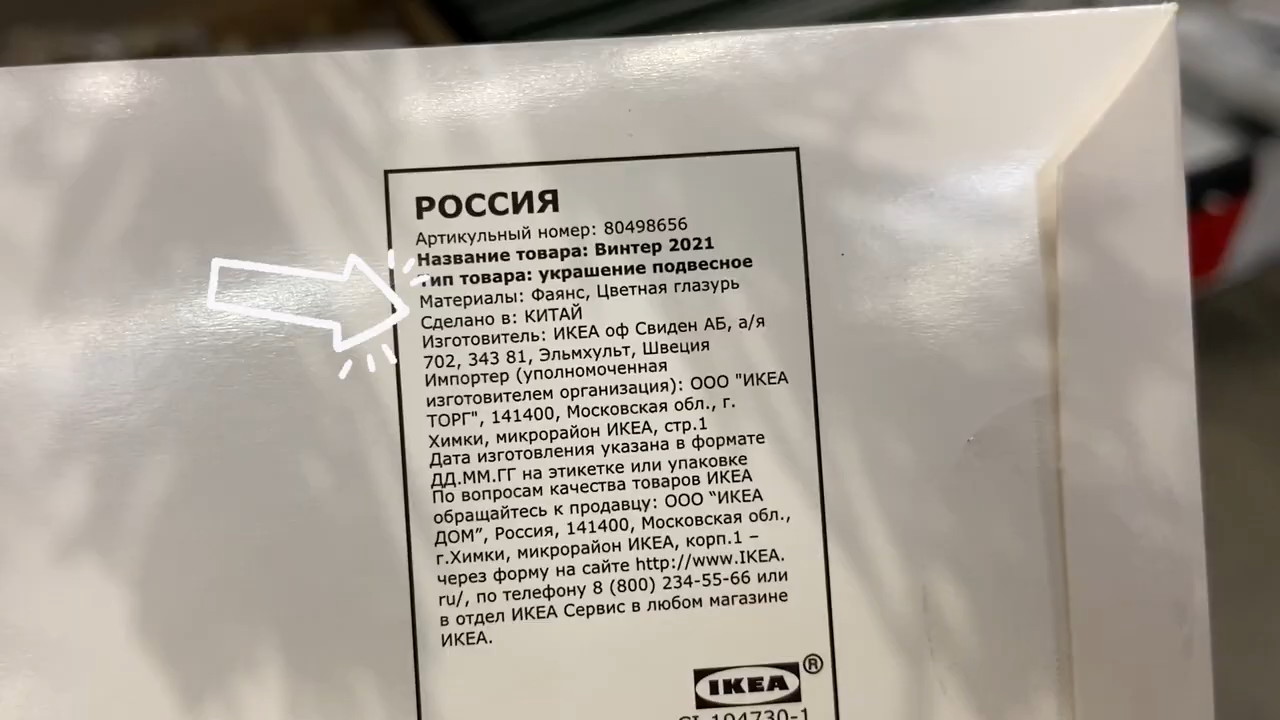 РОССИЯ
Артикульный номер: 80498656
Название товара: Винтер 2021
Тип товара: украшение подвесное
Материалы: Фаянс, Цветная глазурь
Сделано в: КИТАЙ
Изготовитель: ИКЕА оф Свиден АБ, а/я
702, 343 81, Эльмхульт, Швеция
Импортер (уполномоченная
изготовителем организация): ООО "ИКЕА
ТОРГ", 141400, Московская обл., г.
Химки, микрорайон ИКЕА, стр.1
Дата изготовления указана в формате
ДД.ММ.ГГ на этикетке или упаковке
По вопросам качества товаров ИКЕА
обращайтесь к продавцу: ООО “ИКЕА
ДОМ”, Россия, 141400, Московская обл.,
г.Химки, микрорайон ИКЕА, корп.1 –
через форму на сайте http://www.IKEA.
ru/, по телефону 8 (800) 234-55-66 или
в отдел ИКЕА Сервис в любом магазине
ИКЕА.
IKEA ®